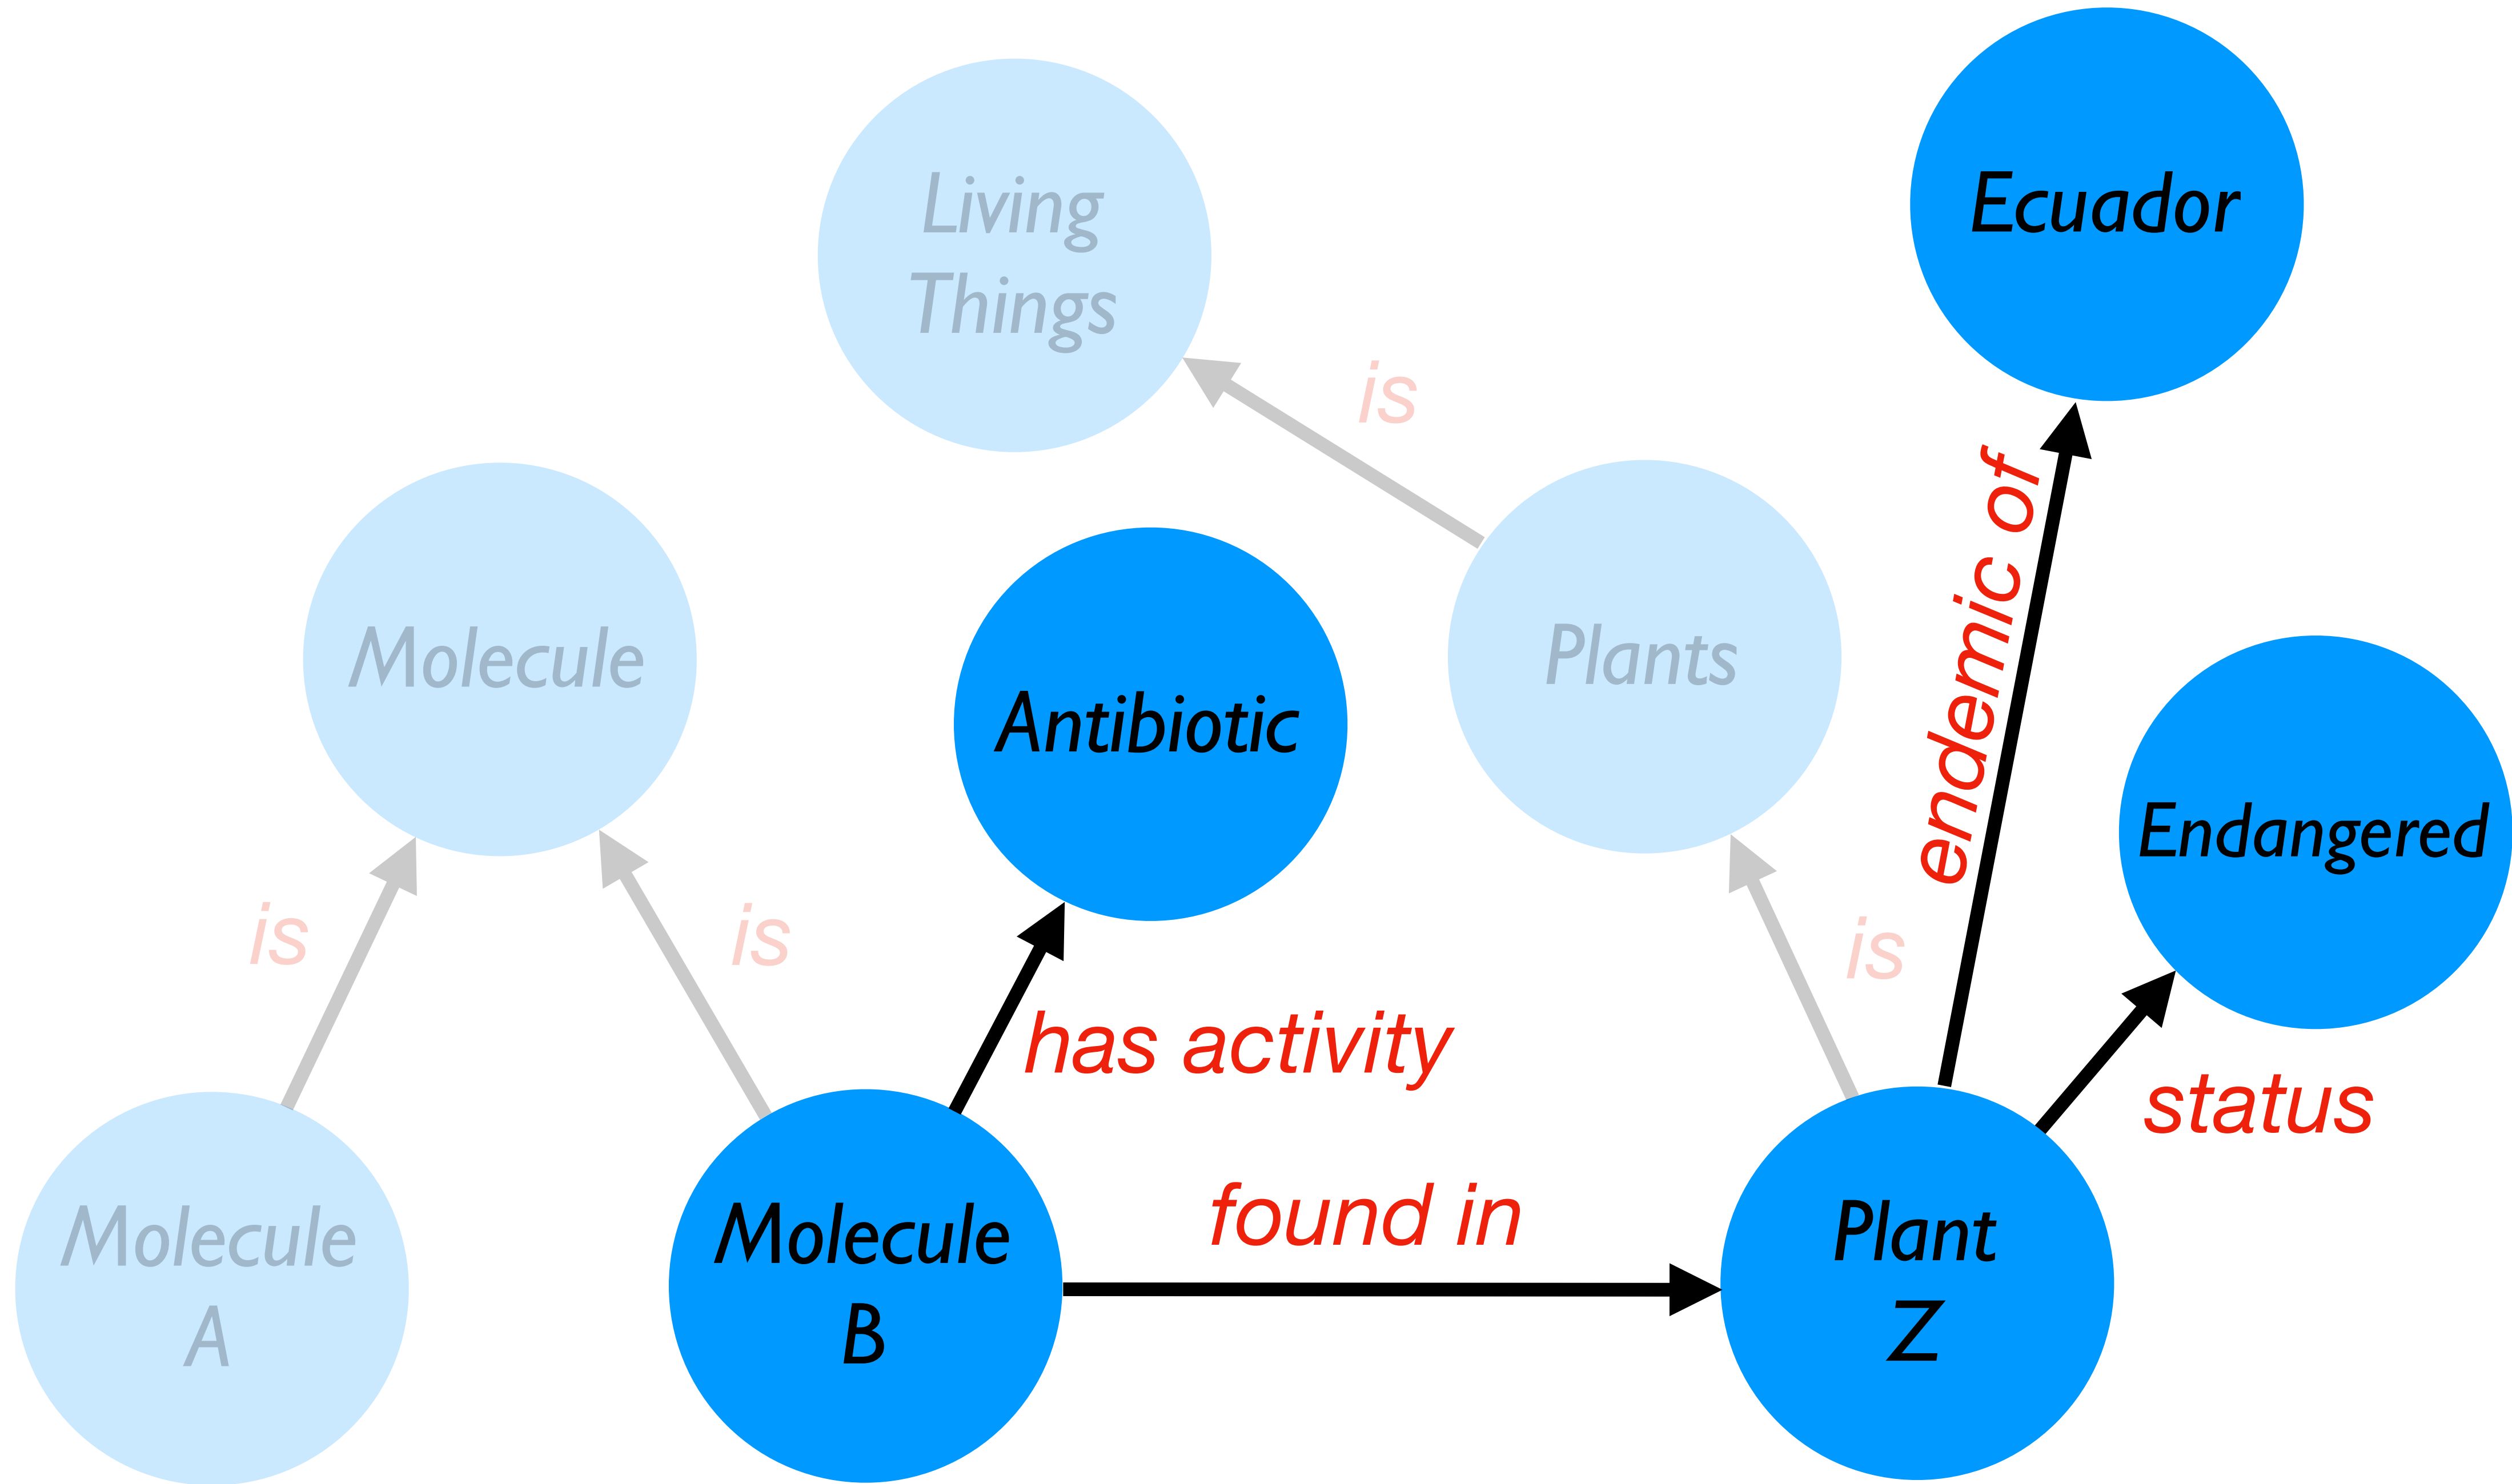 Living
Things
Ecuador
is
endemic of
Molecule
Antibiotic
Plants
Endangered
is
is
is
has activity
status
found in
Molecule
A
Molecule
B
Plant
Z